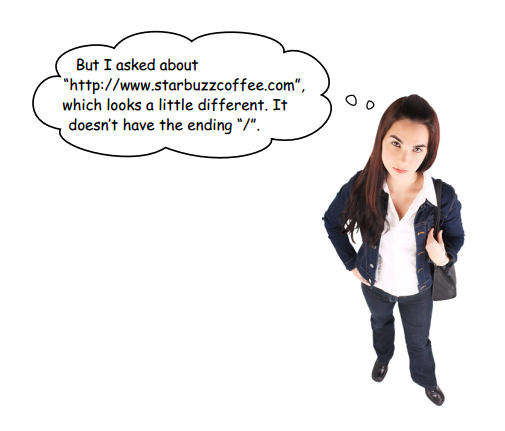 But I asked about
“http://www.starbuzzcoffee.com”,
which looks a little different. It
doesn’t have the ending “/”.